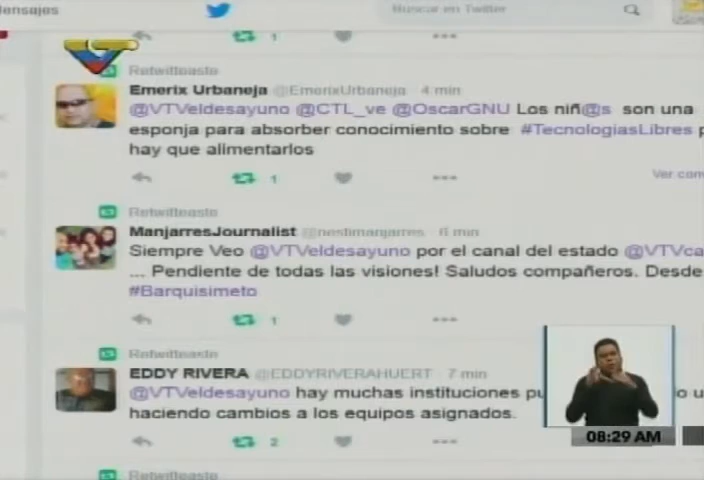 ensajes
Buscar en Twitter
1
Retwitteaste
Emerix Urbaneja @EmerixUrbaneja · 4 min
@VTVeldesayuno @CTL_ve @OscarGNU Los niñ@s son una
esponja para absorber conocimiento sobre #TecnologiasLibres p
hay que alimentarlos
1
Ver con
Retwitteaste
ManjarresJournalist @nestimanjarres · 6 min
Siempre Veo @VTVeldesayuno por el canal del estado @VTVca
... Pendiente de todas las visiones! Saludos compañeros. Desde
#Barquisimeto
1
Retwitteaste
EDDY RIVERA @EDDYRIVERAHUERT · 7 min
@VTVeldesayuno hay muchas instituciones pu o u
haciendo cambios a los equipos asignados.
2
Retwitteaste
08:29 AM